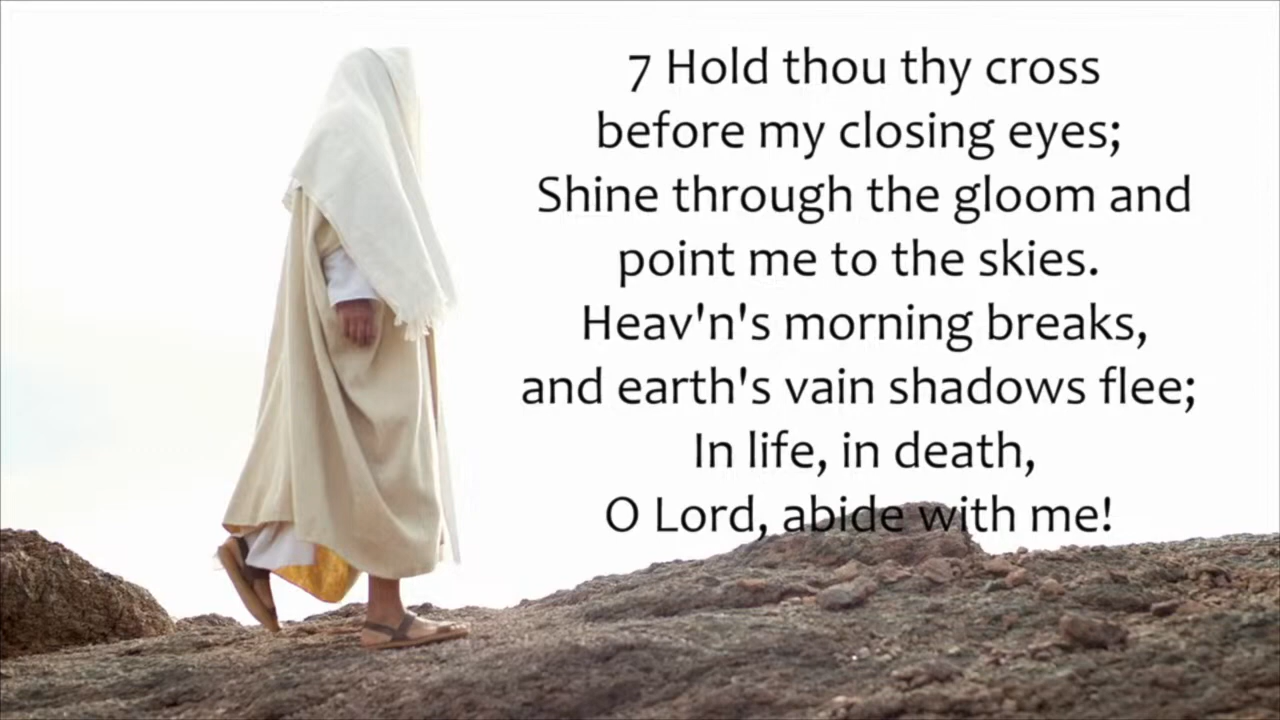 7 Hold thou thy cross
before my closing eyes;
Shine through the gloom and
point me to the skies.
Heav'n's morning breaks,
and earth's vain shadows flee;
In life, in death,
O Lord, abide with me!